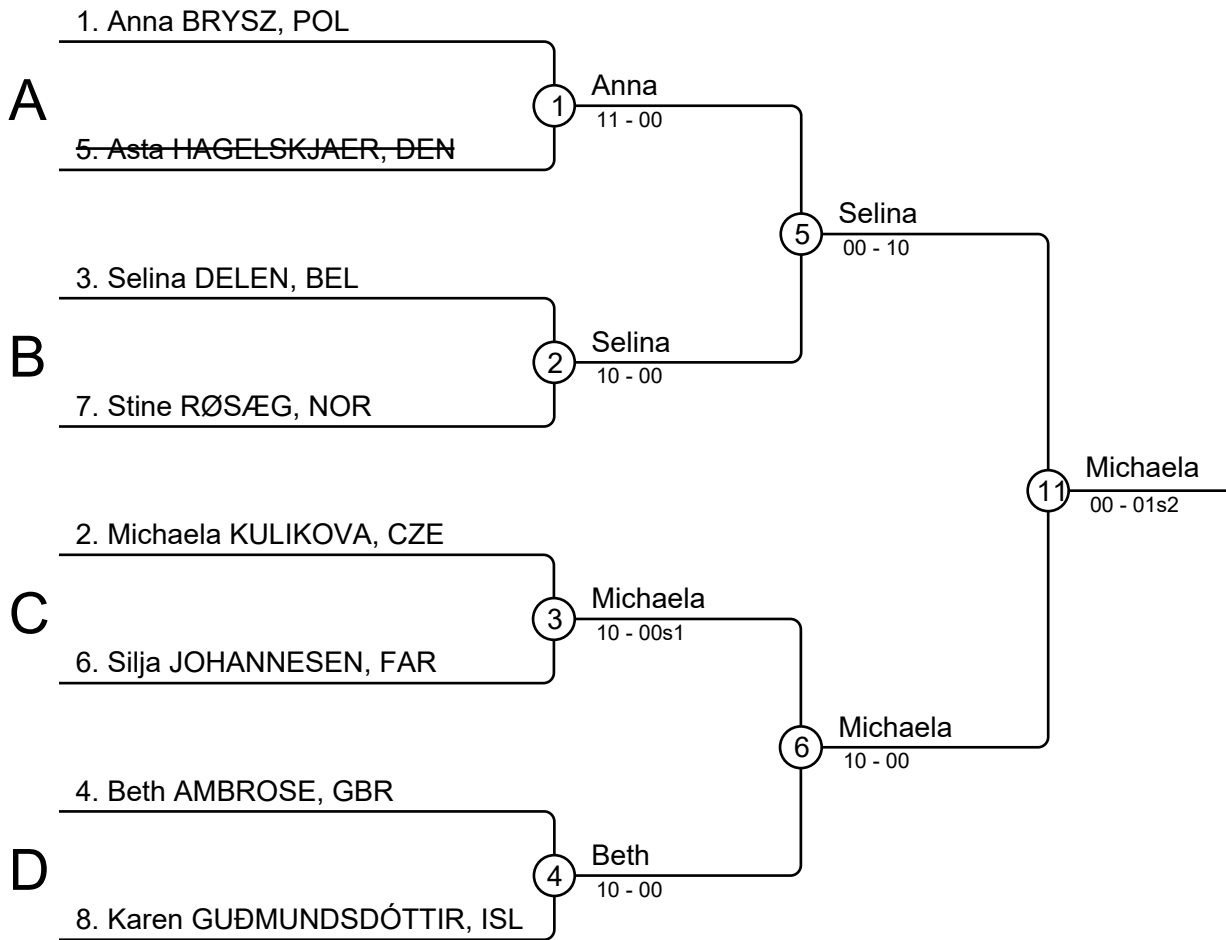 1. Anna BRYSZ, POL
A
1
Anna
11 - 00
5. Asta HAGELSKJAER, DEN
5
Selina
00 - 10
3. Selina DELEN, BEL
B
2
Selina
10 - 00
7. Stine RØSÆG, NOR
11
Michaela
00 - 01s2
2. Michaela KULIKOVA, CZE
C
3
Michaela
10 - 00s1
6. Silja JOHANNESEN, FAR
6
Michaela
10 - 00
4. Beth AMBROSE, GBR
D
4
Beth
10 - 00
8. Karen GUÐMUNDSDÓTTIR, ISL